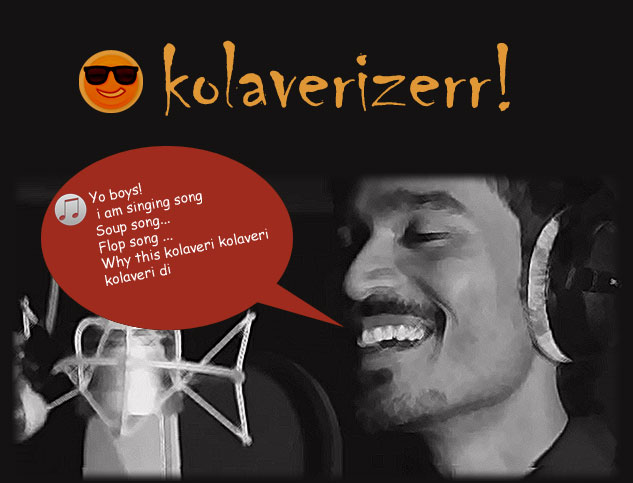 kolaverizerr!
Yo boys!
i am singing song
Soup song...
Flop song ...
Why this kolaveri kolaveri
kolaveri di